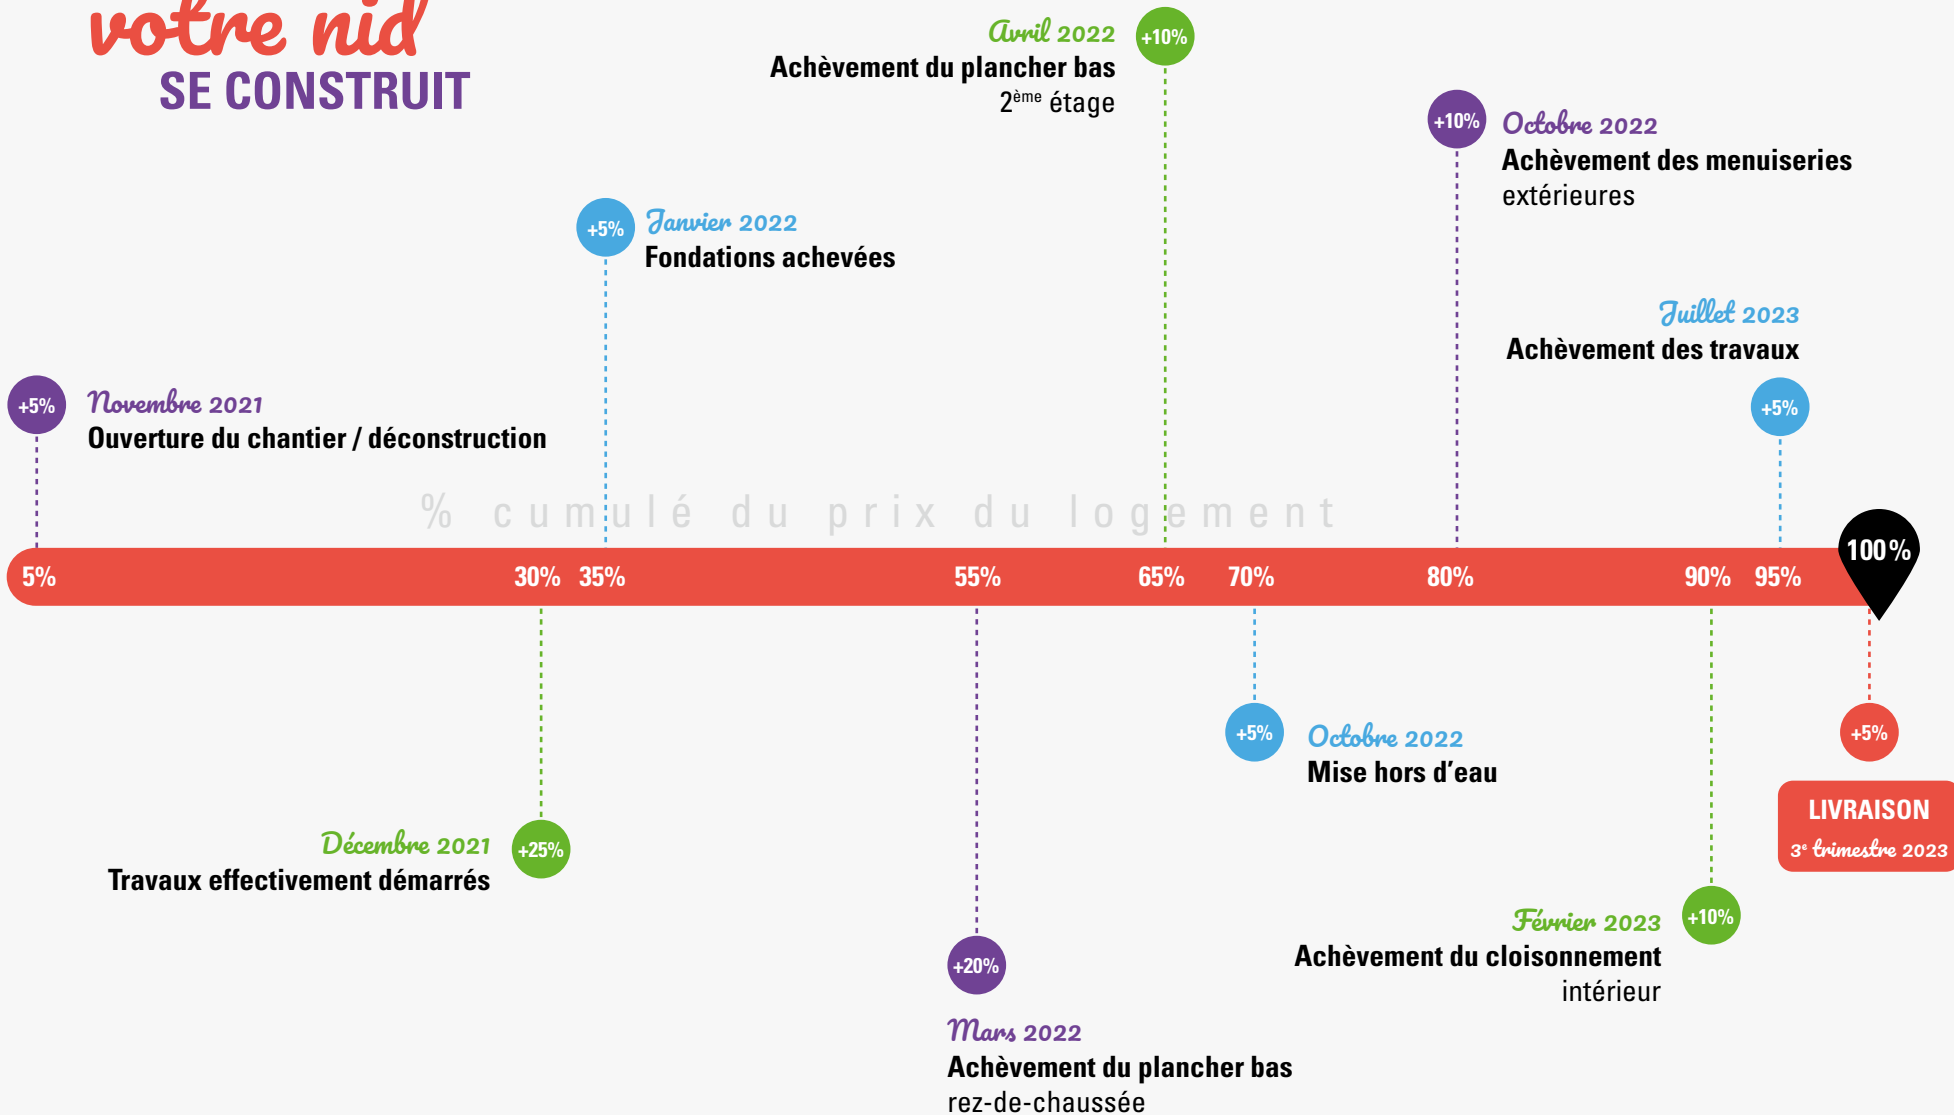 votre nid
SE CONSTRUIT
Avril 2022
+10%
Achèvement du plancher bas
2ème étage
+10%
Octobre 2022
Achèvement des menuiseries
extérieures
+5%
Janvier 2022
Fondations achevées
Juillet 2023
Achèvement des travaux
+5%
+5%
Novembre 2021
Ouverture du chantier / déconstruction
% cumulé du prix du logement
5% 30% 35% 55% 65% 70% 80% 90% 95% 100%
+5%
Octobre 2022
Mise hors d’eau
+5%
LIVRAISON
3e trimestre 2023
Décembre 2021
+25%
Travaux effectivement démarrés
Février 2023
+10%
Achèvement du cloisonnement
intérieur
+20%
Mars 2022
Achèvement du plancher bas
rez-de-chaussée